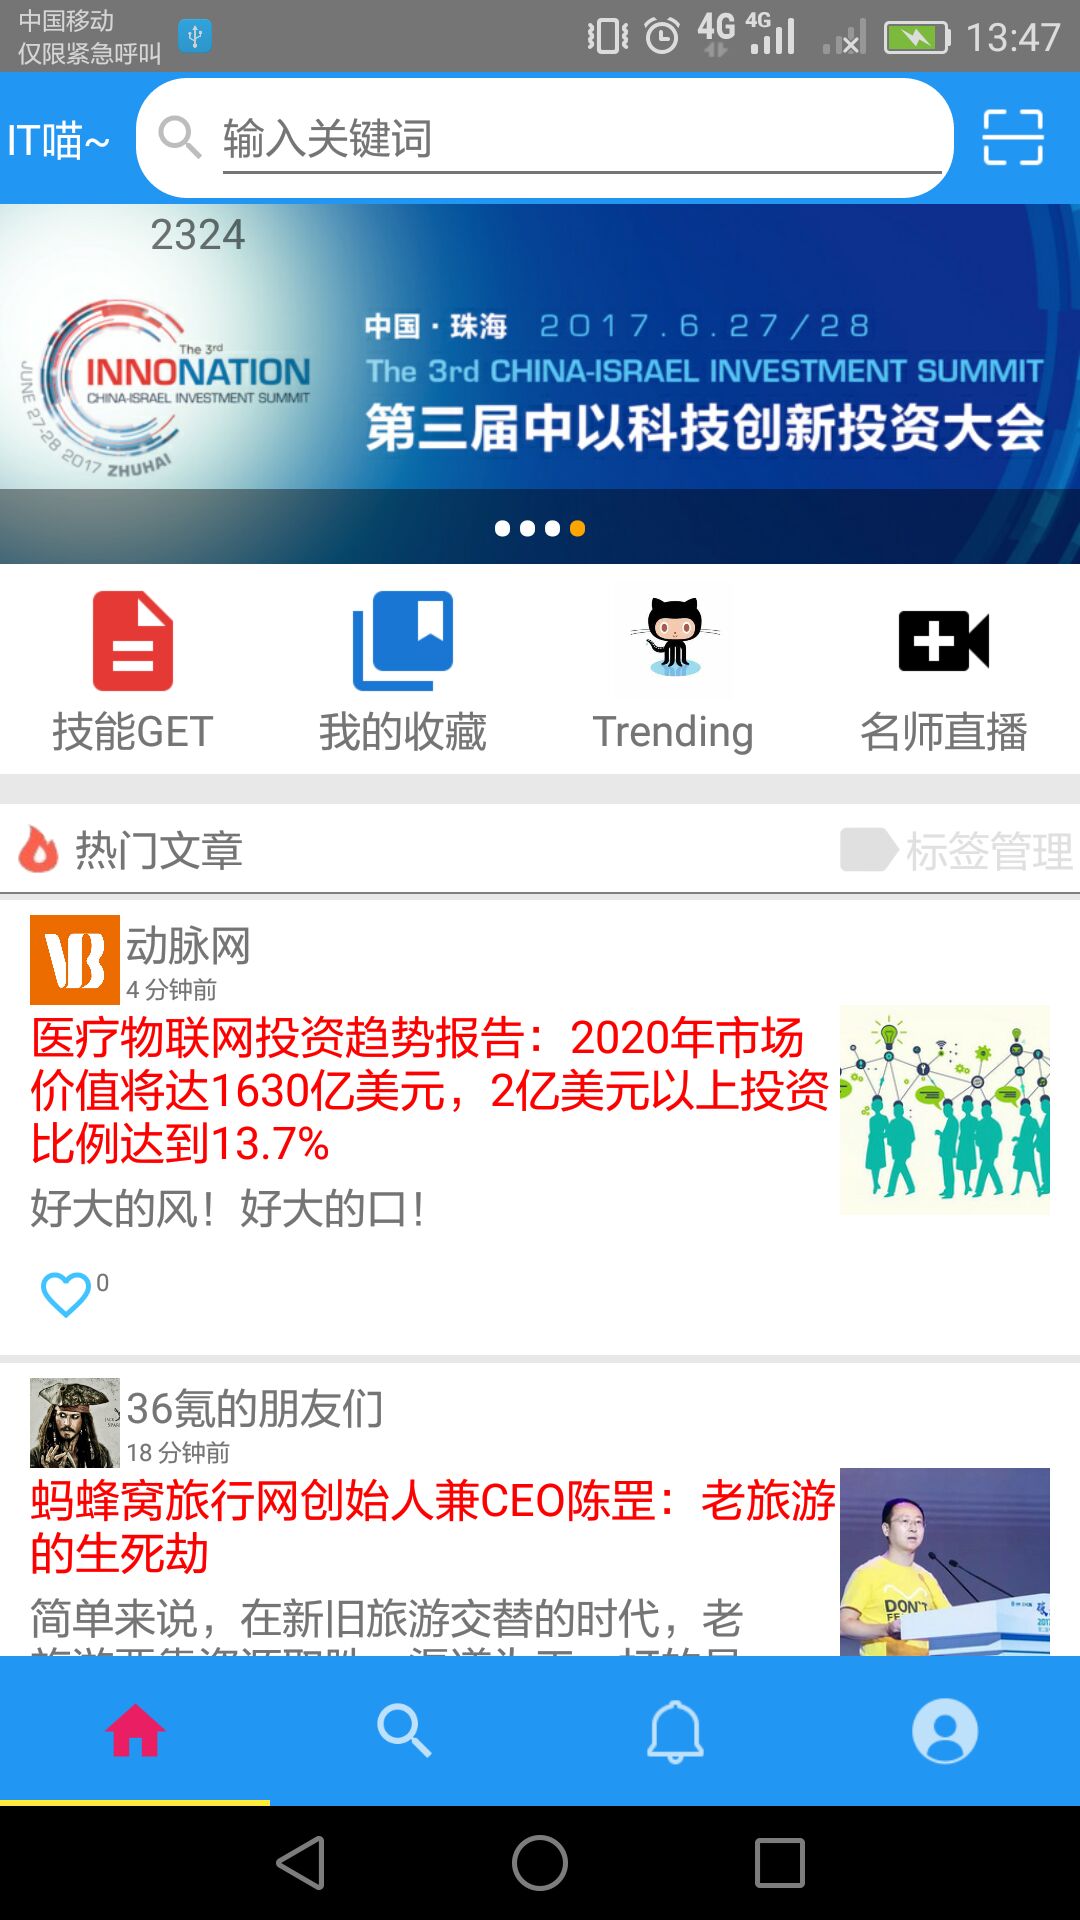 中国移动
仅限紧急呼叫
4G
4G
13:47
IT喵~
输入关键词
2324
中国·珠海 2017.6.27/28
The 3rd
INNONATION
CHINA-ISRAEL INVESTMENT SUMMIT
JUNE 27-28 2017 ZHUHAI
The 3rd CHINA-ISRAEL INVESTMENT SUMMIT
第三届中以科技创新投资大会
技能GET
我的收藏
Trending
名师直播
热门文章
标签管理
VB
动脉网
4 分钟前
医疗物联网投资趋势报告：2020年市场
价值将达1630亿美元，2亿美元以上投资
比例达到13.7%
好大的风！好大的口！
0
36氪的朋友们
18 分钟前
蚂蜂窝旅行网创始人兼CEO陈罡：老旅游
的生死劫
简单来说，在新旧旅游交替的时代，老
DON'T